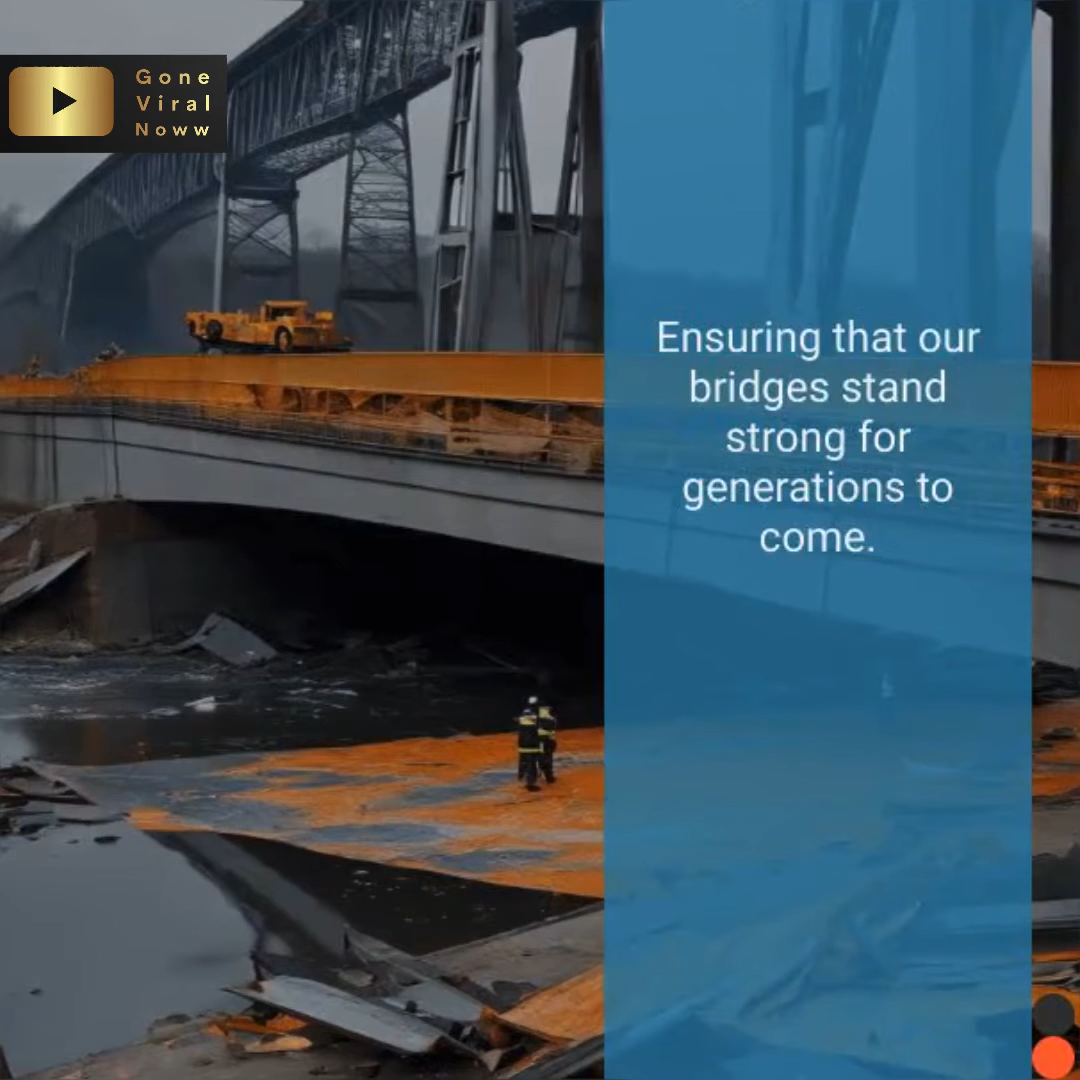 Gone
Viral
Noww
Ensuring that our
bridges stand
strong for
generations to
come.